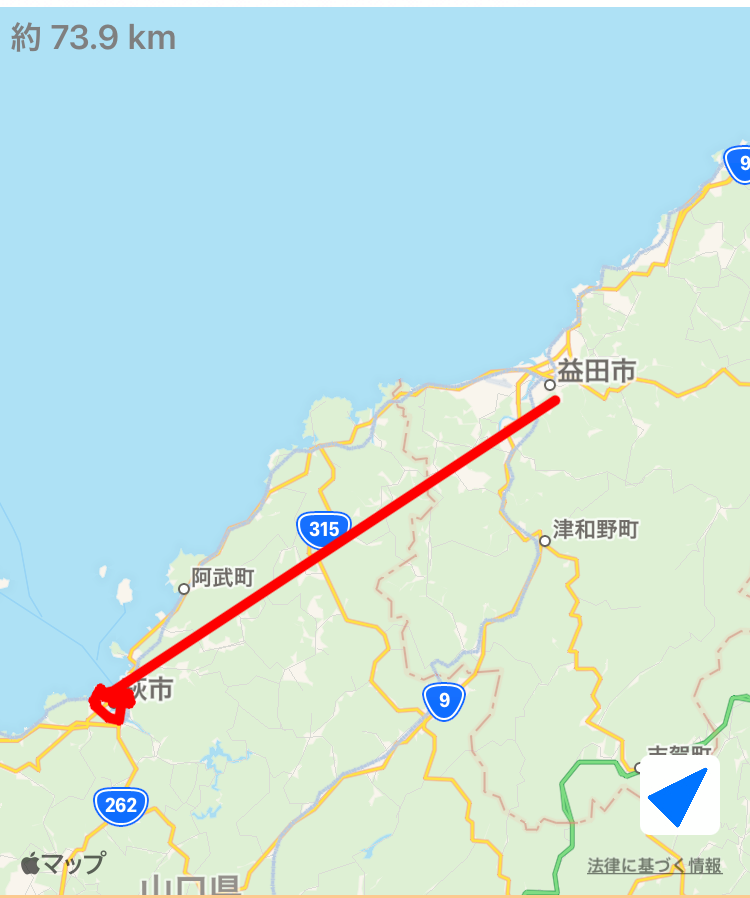 約 73.9 km
9
益田市
315
津和野町
阿武町
萩市
9
吉賀町
262
マップ
法律に基づく情報
山口県